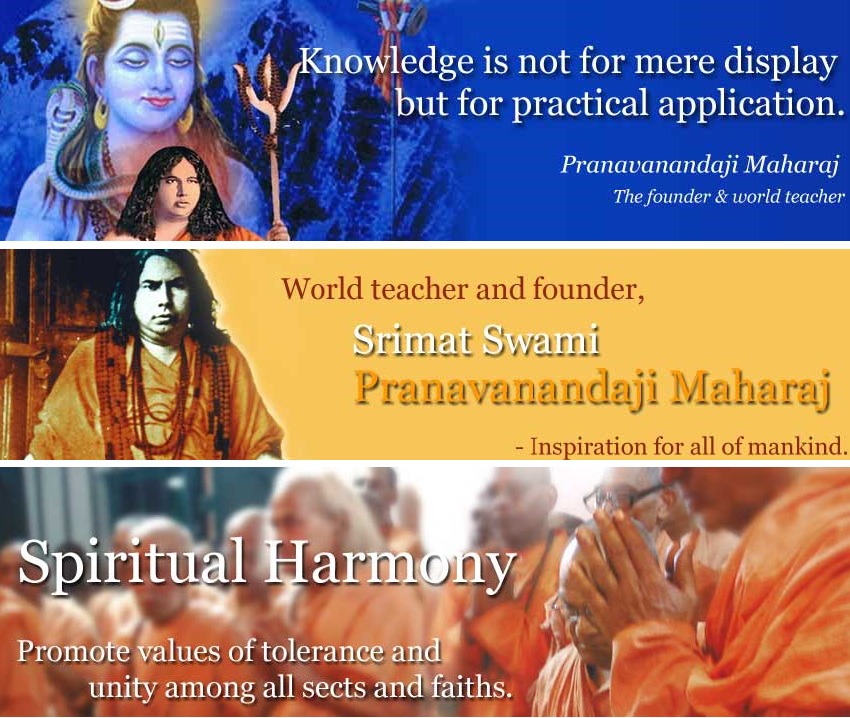 Knowledge is not for mere display
but for practical application.
Pranavanandaji Maharaj
The founder & world teacher
World teacher and founder,
Srimat Swami
Pranavanandaji Maharaj
- Inspiration for all of mankind.
Spiritual Harmony
Promote values of tolerance and
unity among all sects and faiths.